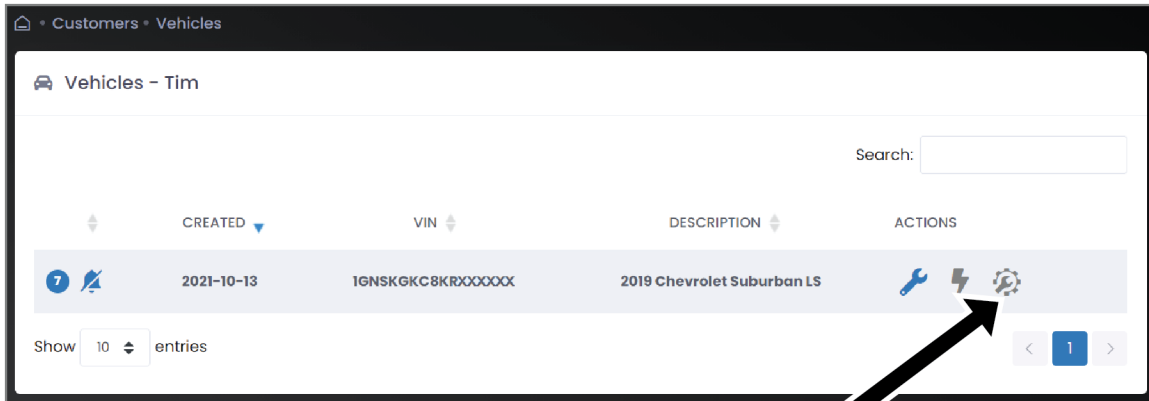 Customers • Vehicles
Vehicles - Tim
Search:
CREATED VIN DESCRIPTION ACTIONS
7 2021-10-13 1GNSKGKC8KRXXXXXX 2019 Chevrolet Suburban LS
Show 10 entries
< 1 >